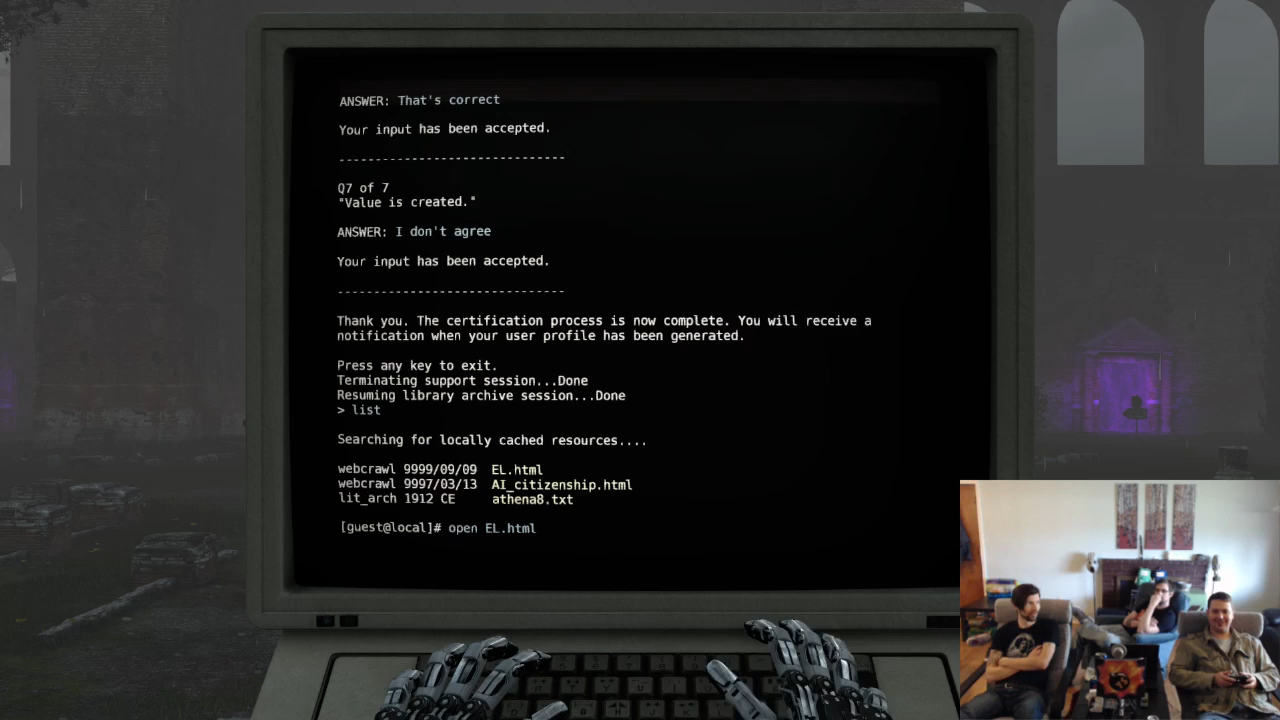 ANSWER: That's correct
Your input has been accepted.
-------------------------------
Q7 of 7
"Value is created."
ANSWER: I don't agree
Your input has been accepted.
-------------------------------
Thank you. The certification process is now complete. You will receive a
notification when your user profile has been generated.
Press any key to exit.
Terminating support session...Done
Resuming library archive session...Done
> list
Searching for locally cached resources....
webcrawl 9999/09/09 EL.html
webcrawl 9997/03/13 AI_citizenship.html
lit_arch 1912 CE athena8.txt
[guest@local]# open EL.html